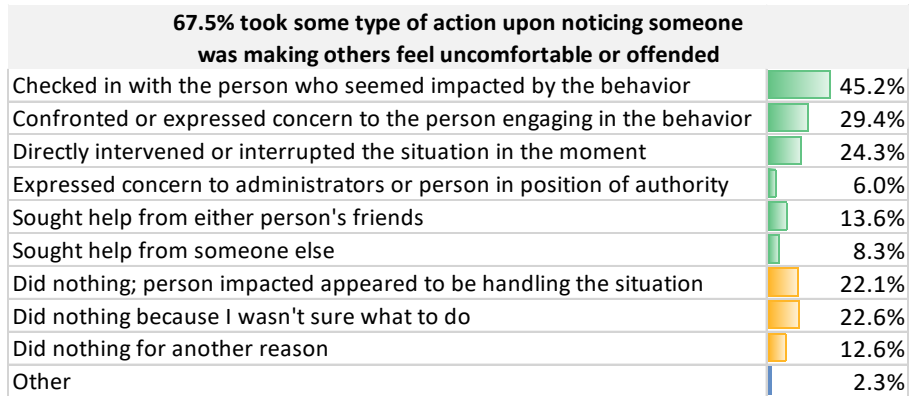 67.5% took some type of action upon noticing someone
was making others feel uncomfortable or offended
Checked in with the person who seemed impacted by the behavior 45.2%
Confronted or expressed concern to the person engaging in the behavior 29.4%
Directly intervened or interrupted the situation in the moment 24.3%
Expressed concern to administrators or person in position of authority 6.0%
Sought help from either person's friends 13.6%
Sought help from someone else 8.3%
Did nothing; person impacted appeared to be handling the situation 22.1%
Did nothing because I wasn't sure what to do 22.6%
Did nothing for another reason 12.6%
Other 2.3%